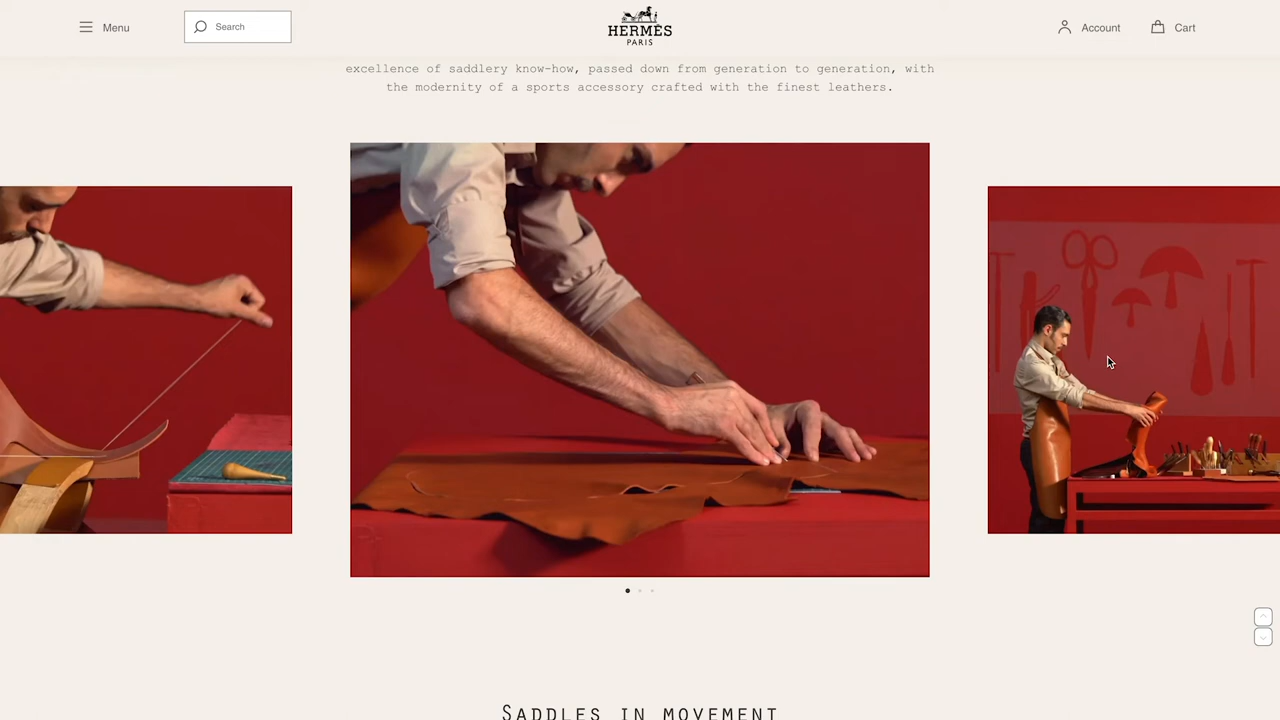 Menu
Search
HERMÈS
PARIS
Account
Cart
excellence of saddlery know-how, passed down from generation to generation, with
the modernity of a sports accessory crafted with the finest leathers.
SADDLES IN MOVEMENT